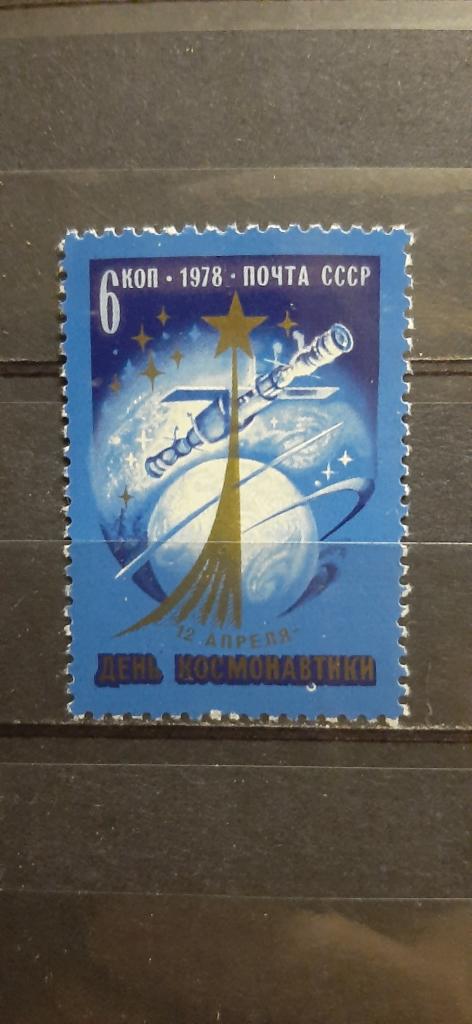 6 КОП · 1978 · ПОЧТА СССР
12 АПРЕЛЯ-
ДЕНЬ КОСМОНАВТИКИ